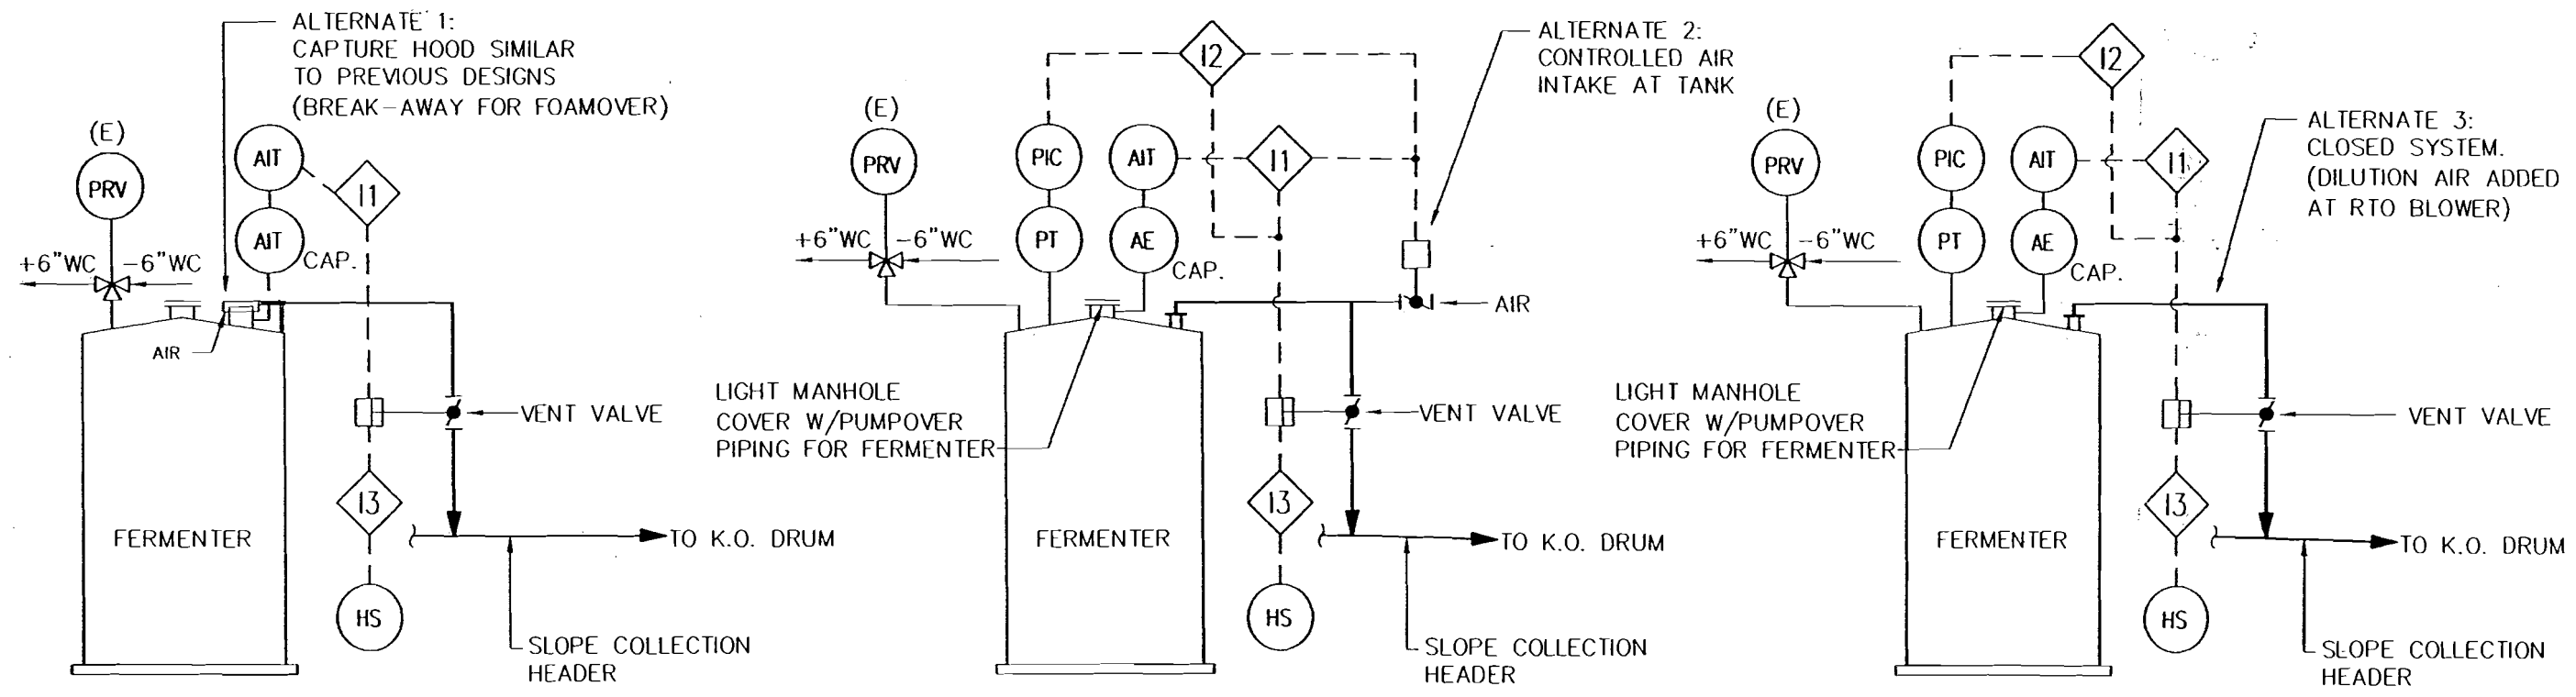 ALTERNATE 1:
CAPTURE HOOD SIMILAR
TO PREVIOUS DESIGNS
(BREAK-AWAY FOR FOAMOVER)
(E)
PRV
AIT
I1
AIT
CAP.
+6"WC
-6"WC
AIR
VENT VALVE
I3
FERMENTER
TO K.O. DRUM
HS
SLOPE COLLECTION
HEADER
ALTERNATE 2:
CONTROLLED AIR
INTAKE AT TANK
I2
(E)
PRV
PIC
AIT
I1
PT
AE
CAP.
+6"WC
-6"WC
AIR
LIGHT MANHOLE
COVER W/PUMPOVER
PIPING FOR FERMENTER
VENT VALVE
I3
FERMENTER
TO K.O. DRUM
HS
SLOPE COLLECTION
HEADER
I2
ALTERNATE 3:
CLOSED SYSTEM.
(DILUTION AIR ADDED
AT RTO BLOWER)
(E)
PRV
PIC
AIT
I1
PT
AE
CAP.
+6"WC
-6"WC
LIGHT MANHOLE
COVER W/PUMPOVER
PIPING FOR FERMENTER
VENT VALVE
I3
FERMENTER
TO K.O. DRUM
HS
SLOPE COLLECTION
HEADER